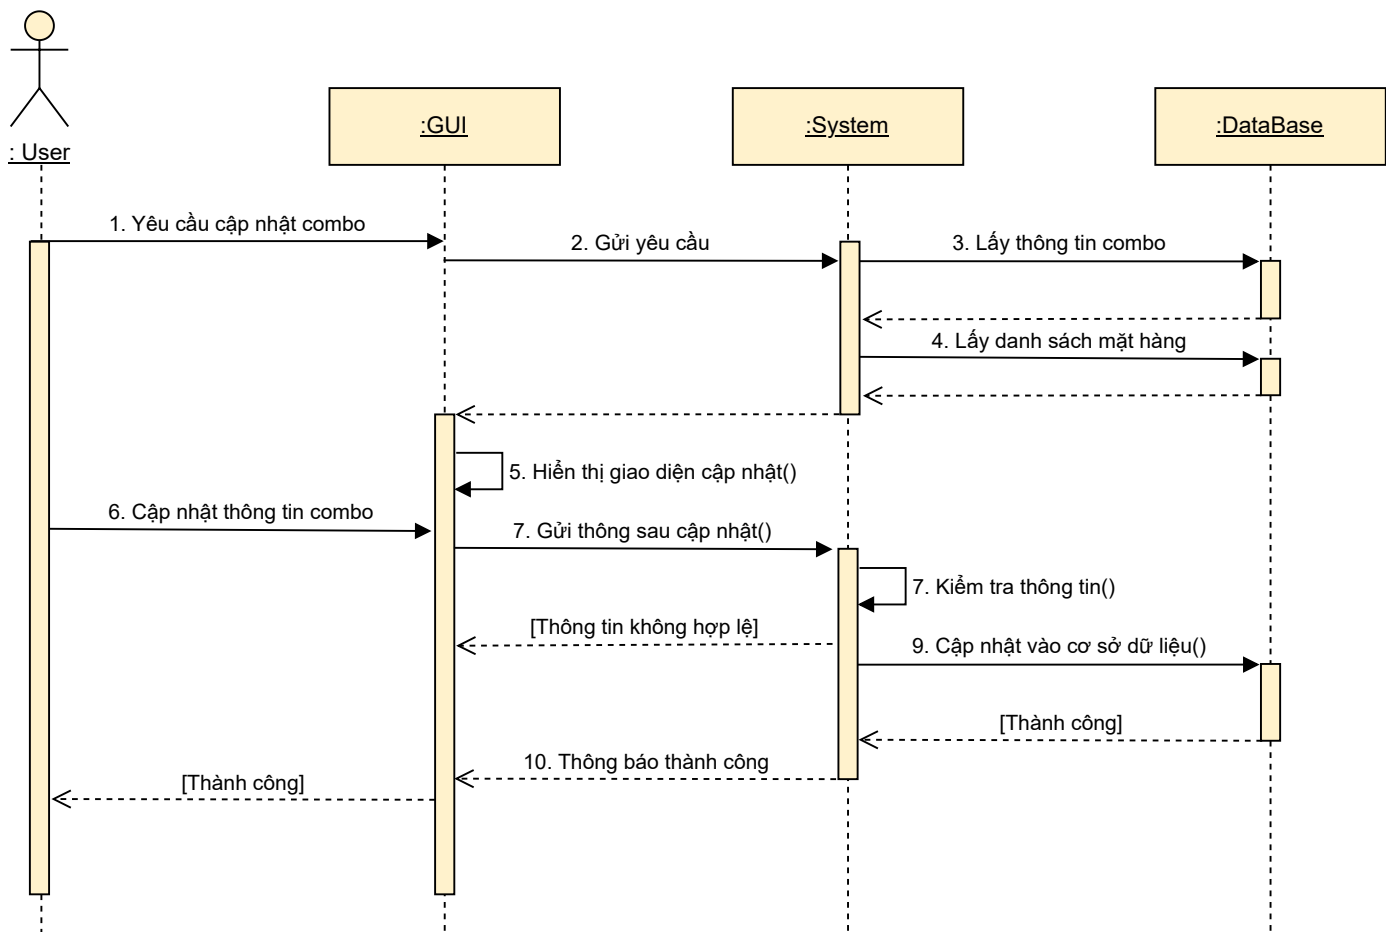 :GUI
:System
:DataBase
: User
1. Yêu cầu cập nhật combo
2. Gửi yêu cầu
3. Lấy thông tin combo
4. Lấy danh sách mặt hàng
5. Hiển thị giao diện cập nhật()
6. Cập nhật thông tin combo
7. Gửi thông sau cập nhật()
7. Kiểm tra thông tin()
[Thông tin không hợp lệ]
9. Cập nhật vào cơ sở dữ liệu()
[Thành công]
10. Thông báo thành công
[Thành công]